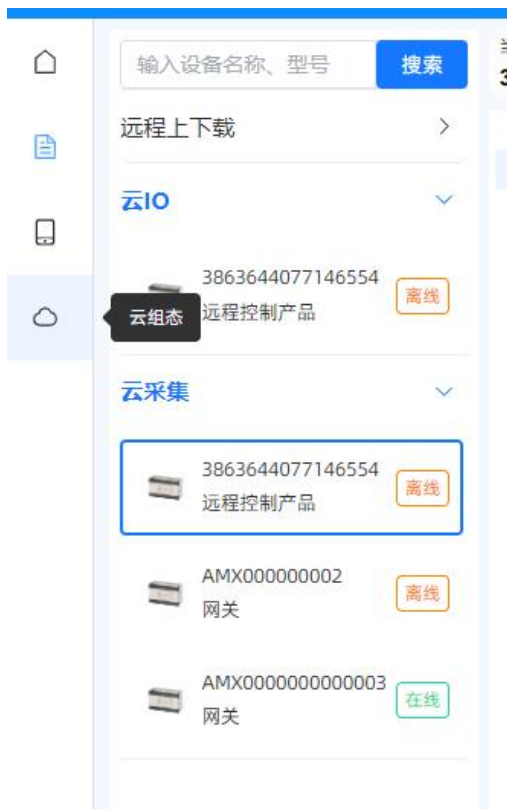 输入设备名称、型号
搜索
远程上下载
云IO
3863644077146554
远程控制产品
离线
云组态
云采集
3863644077146554
远程控制产品
离线
AMX000000002
网关
离线
AMX0000000000003
网关
在线